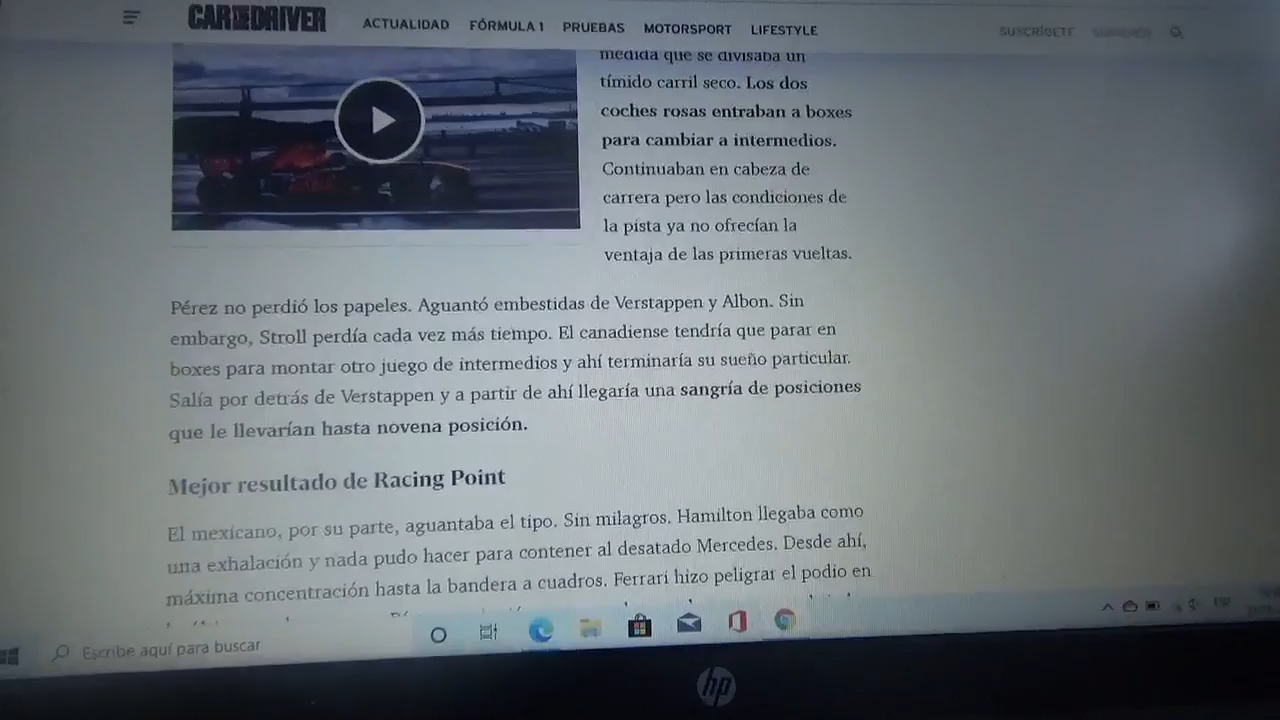 CAR AND DRIVER
ACTUALIDAD FÓRMULA 1 PRUEBAS MOTORSPORT LIFESTYLE
SUSCRÍBETE
medida que se divisaba un
tímido carril seco. Los dos
coches rosas entraban a boxes
para cambiar a intermedios.
Continuaban en cabeza de
carrera pero las condiciones de
la pista ya no ofrecían la
ventaja de las primeras vueltas.
Pérez no perdió los papeles. Aguantó embestidas de Verstappen y Albon. Sin
embargo, Stroll perdía cada vez más tiempo. El canadiense tendría que parar en
boxes para montar otro juego de intermedios y ahí terminaría su sueño particular.
Salía por detrás de Verstappen y a partir de ahí llegaría una sangría de posiciones
que le llevarían hasta novena posición.
Mejor resultado de Racing Point
El mexicano, por su parte, aguantaba el tipo. Sin milagros. Hamilton llegaba como
una exhalación y nada pudo hacer para contener al desatado Mercedes. Desde ahí,
máxima concentración hasta la bandera a cuadros. Ferrari hizo peligrar el podio en
Escribe aquí para buscar
ESP
hp